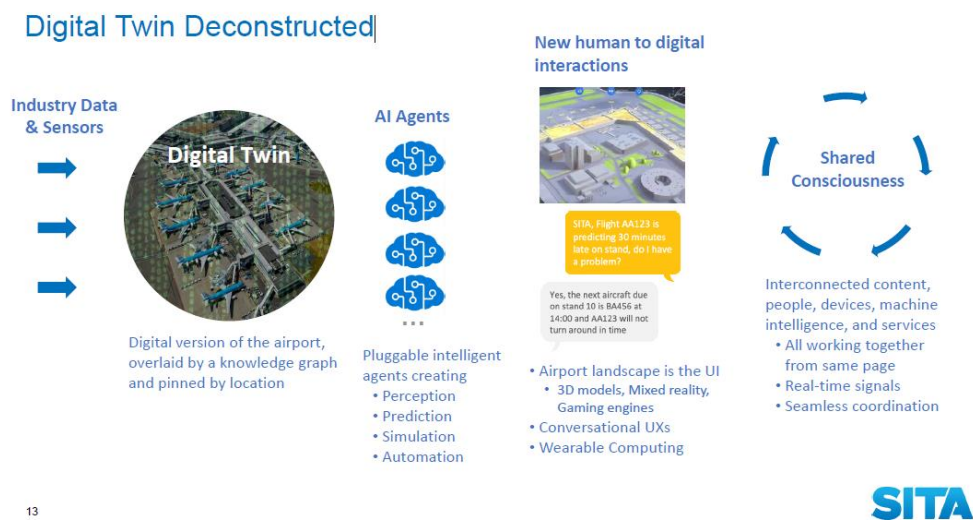 Digital Twin Deconstructed
Industry Data
& Sensors
Digital Twin
Digital version of the airport,
overlaid by a knowledge graph
and pinned by location
AI Agents
...
Pluggable intelligent
agents creating
• Perception
• Prediction
• Simulation
• Automation
New human to digital
interactions
SITA, Flight AA123 is
predicting 30 minutes
late on stand, do I have
a problem?
Yes, the next aircraft due
on stand 10 is BA456 at
14:00 and AA123 will not
turn around in time
• Airport landscape is the UI
• 3D models, Mixed reality,
Gaming engines
• Conversational UXs
• Wearable Computing
Shared
Consciousness
Interconnected content,
people, devices, machine
intelligence, and services
• All working together
from same page
• Real-time signals
• Seamless coordination
13
SITA